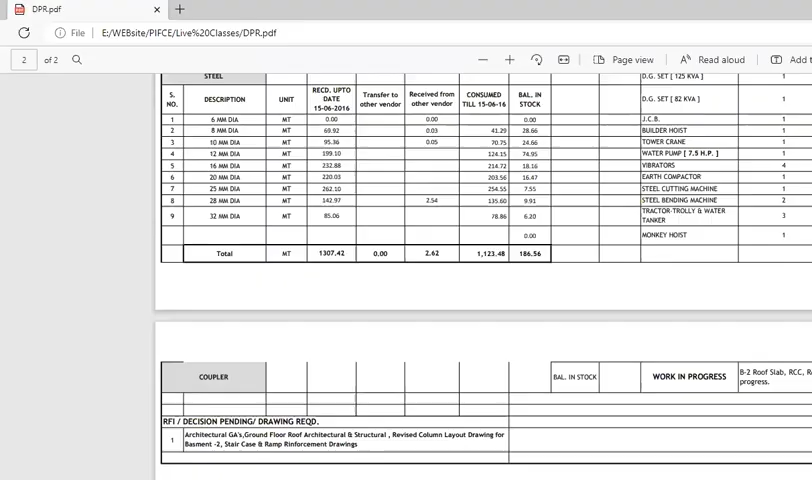 DPR.pdf
File E:/WEBsite/PIFCE/Live%20Classes/DPR.pdf
2 of 2 Page view Read aloud Add t
STEEL D.G. SET [ 125 KVA ] 1
S. NO. DESCRIPTION UNIT RECD. UPTO DATE 15-06-2016 Transfer to other vendor Received from other vendor CONSUMED TILL 15-06-16 BAL. IN STOCK D.G. SET [ 82 KVA ] 1
1 6 MM DIA MT 0.00 0.00 0.00 J.C.B. 1
2 8 MM DIA MT 69.92 0.03 41.29 28.66 BUILDER HOIST 1
3 10 MM DIA MT 95.36 0.05 70.75 24.66 TOWER CRANE 1
4 12 MM DIA MT 199.10 124.15 74.95 WATER PUMP [ 7.5 H.P. ] 1
5 16 MM DIA MT 232.88 214.72 18.16 VIBRATORS 4
6 20 MM DIA MT 220.03 203.56 16.47 EARTH COMPACTOR 1
7 25 MM DIA MT 262.10 254.55 7.55 STEEL CUTTING MACHINE 1
8 28 MM DIA MT 142.97 2.54 135.60 9.91 STEEL BENDING MACHINE 2
9 32 MM DIA MT 85.06 78.86 6.20 TRACTOR-TROLLY & WATER TANKER 3
0.00 MONKEY HOIST 1
Total MT 1307.42 0.00 2.62 1,123.48 186.56
COUPLER BAL. IN STOCK WORK IN PROGRESS B-2 Roof Slab, RCC, R
progress.
RFI / DECISION PENDING/ DRAWING REQD.
1 Architectural GA's,Ground Floor Roof Architectural & Structural , Revised Column Layout Drawing for
Basment -2, Stair Case & Ramp Rinforcement Drawings